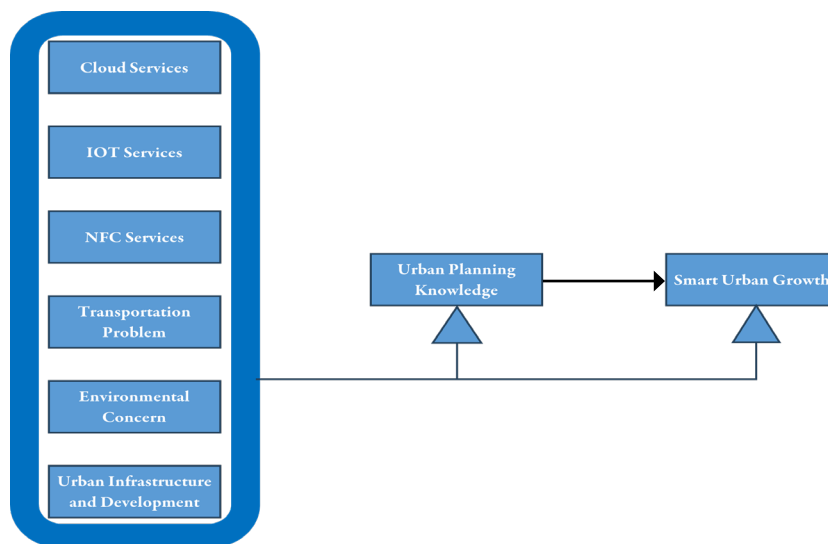 Cloud Services
IOT Services
NFC Services
Transportation
Problem
Environmental
Concern
Urban Infrastructure
and Development
Urban Planning
Knowledge
Smart Urban Growth